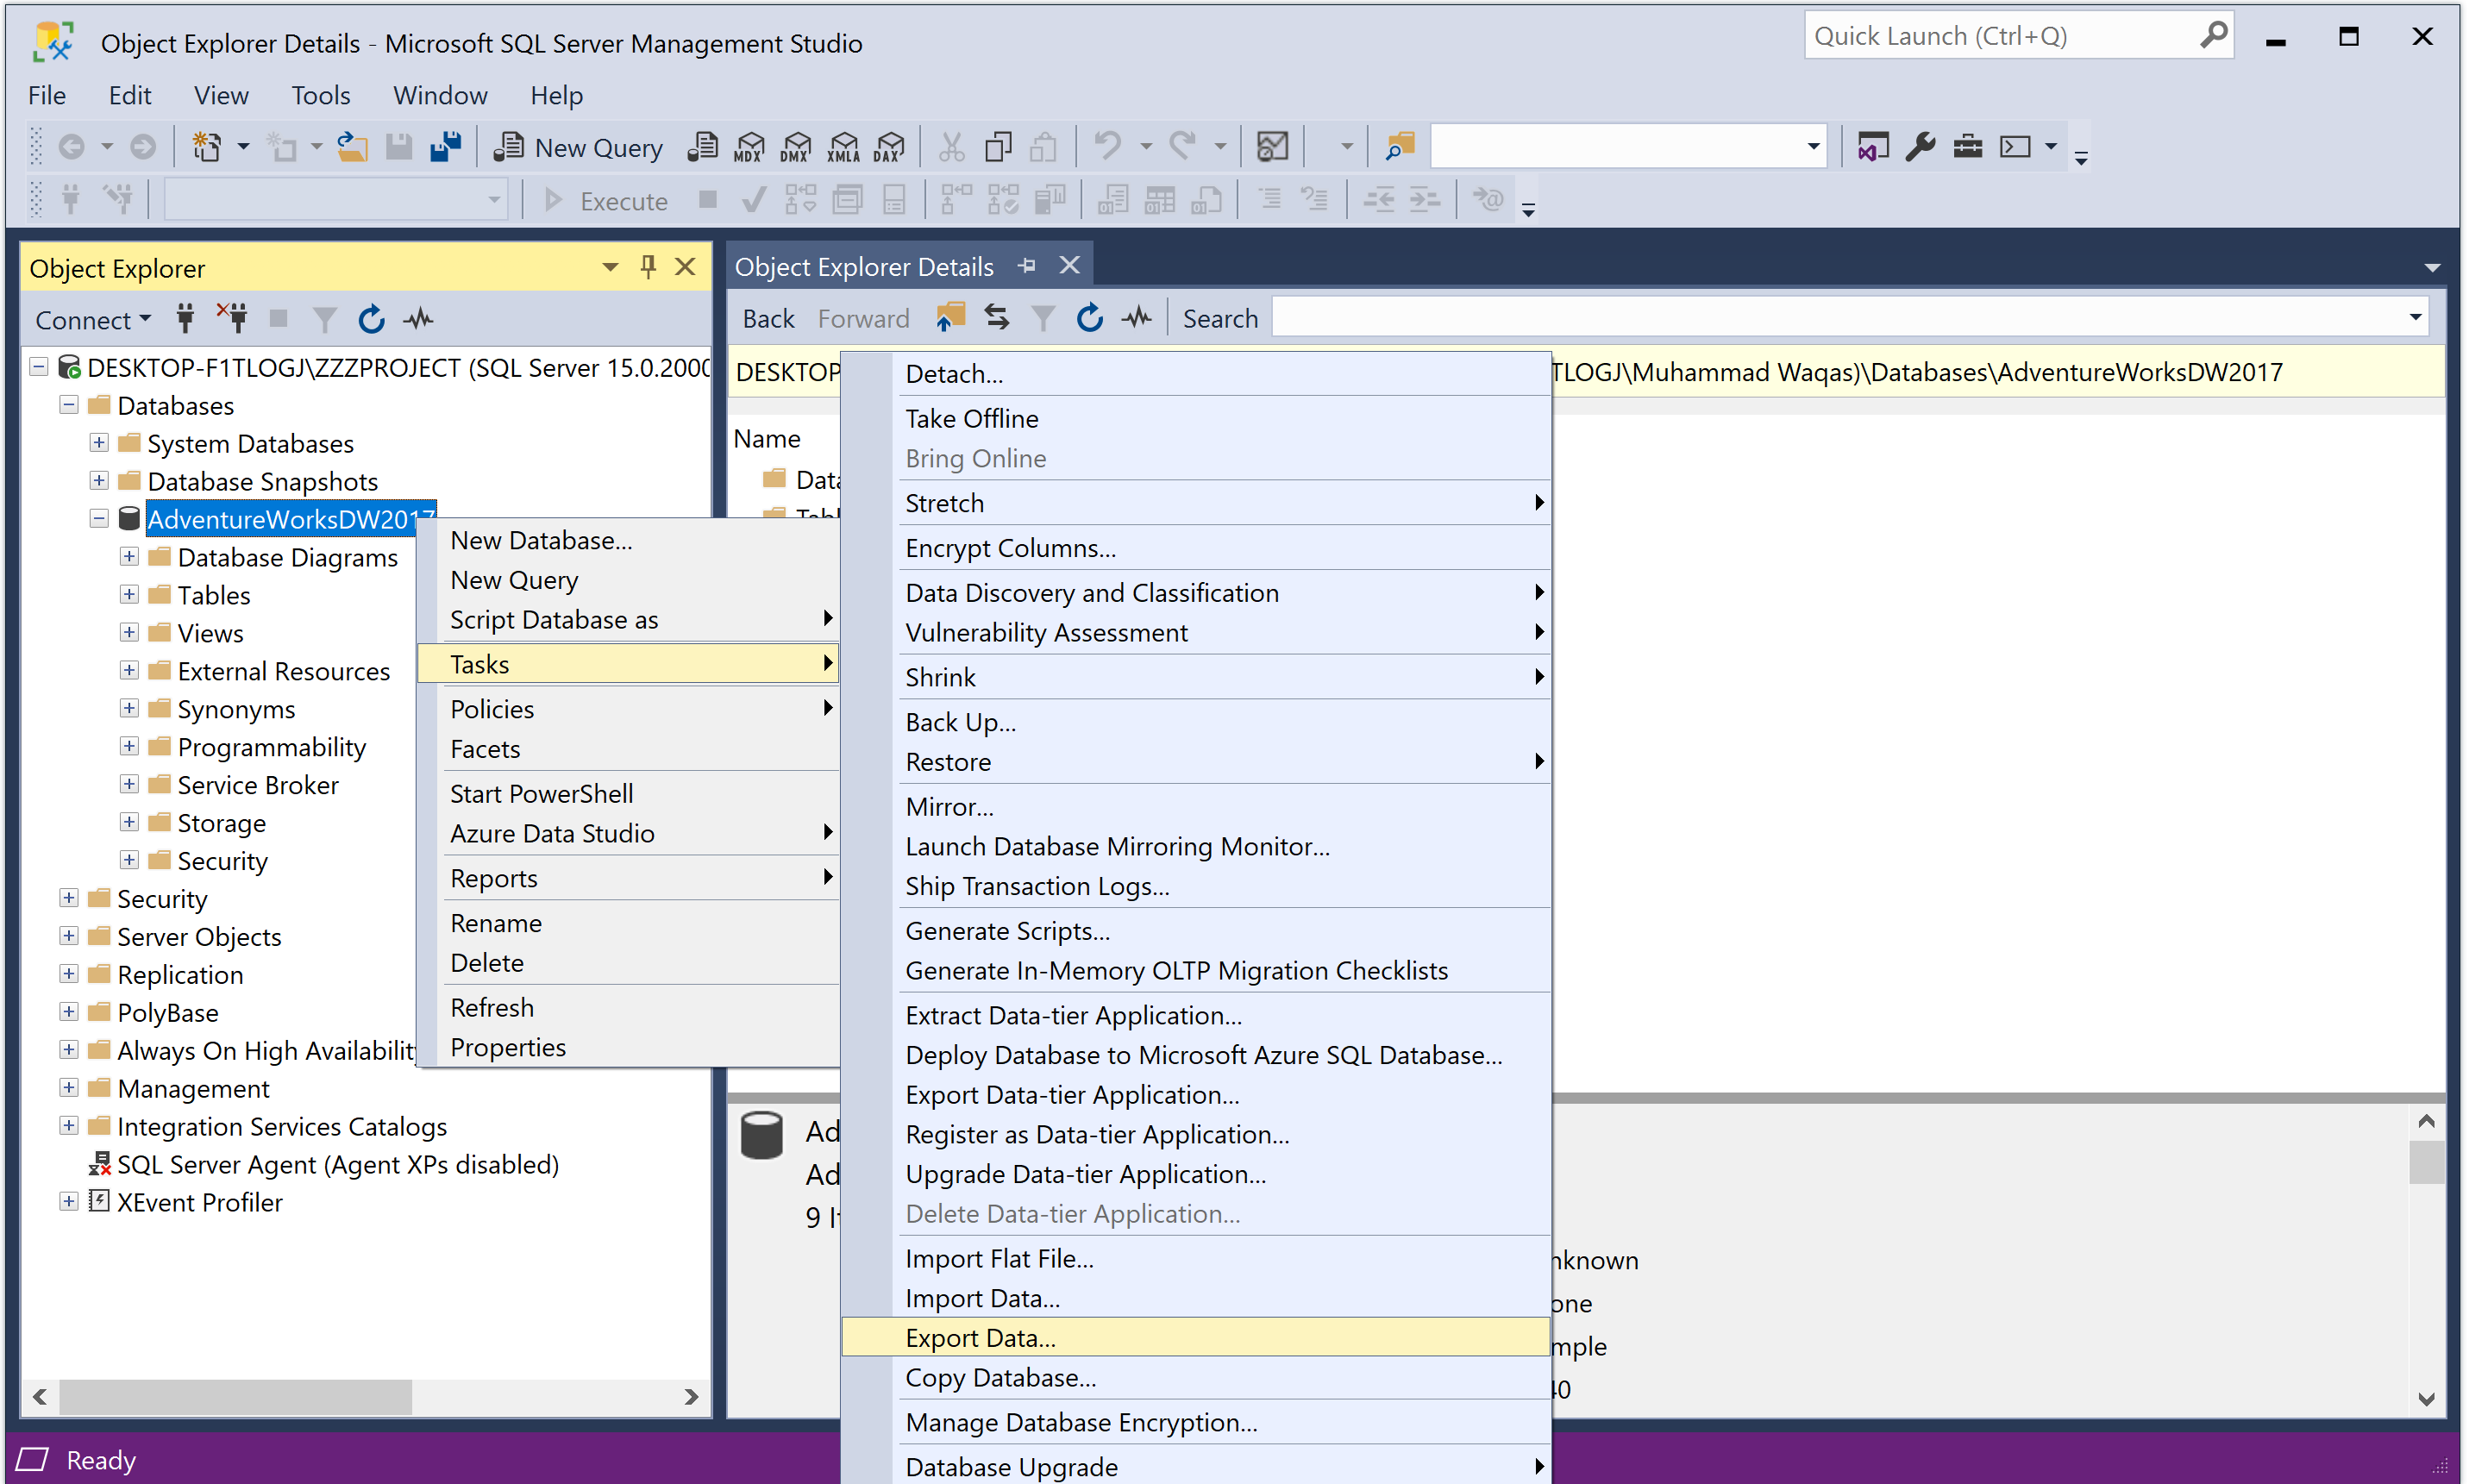 Object Explorer Details - Microsoft SQL Server Management Studio
Quick Launch (Ctrl+Q)
File Edit View Tools Window Help
New Query MDX DMX XMLA DAX
Execute
Object Explorer
Connect
DESKTOP-F1TLOGJ\ZZZPROJECT (SQL Server 15.0.2000
Databases
System Databases
Database Snapshots
AdventureWorksDW2017
Database Diagrams
Tables
Views
External Resources
Synonyms
Programmability
Service Broker
Storage
Security
Security
Server Objects
Replication
PolyBase
Always On High Availability
Management
Integration Services Catalogs
SQL Server Agent (Agent XPs disabled)
XEvent Profiler
New Database...
New Query
Script Database as
Tasks
Policies
Facets
Start PowerShell
Azure Data Studio
Reports
Rename
Delete
Refresh
Properties
Object Explorer Details
Back Forward Search
DESKTOP TLOGJ\Muhammad Waqas)\Databases\AdventureWorksDW2017
Name
Data
Tabl
Detach...
Take Offline
Bring Online
Stretch
Encrypt Columns...
Data Discovery and Classification
Vulnerability Assessment
Shrink
Back Up...
Restore
Mirror...
Launch Database Mirroring Monitor...
Ship Transaction Logs...
Generate Scripts...
Generate In-Memory OLTP Migration Checklists
Extract Data-tier Application...
Deploy Database to Microsoft Azure SQL Database...
Export Data-tier Application...
Register as Data-tier Application...
Upgrade Data-tier Application...
Delete Data-tier Application...
Import Flat File...
Import Data...
Export Data...
Copy Database...
Manage Database Encryption...
Database Upgrade
Ad
Ad
9 It
nknown
one
mple
40
Ready